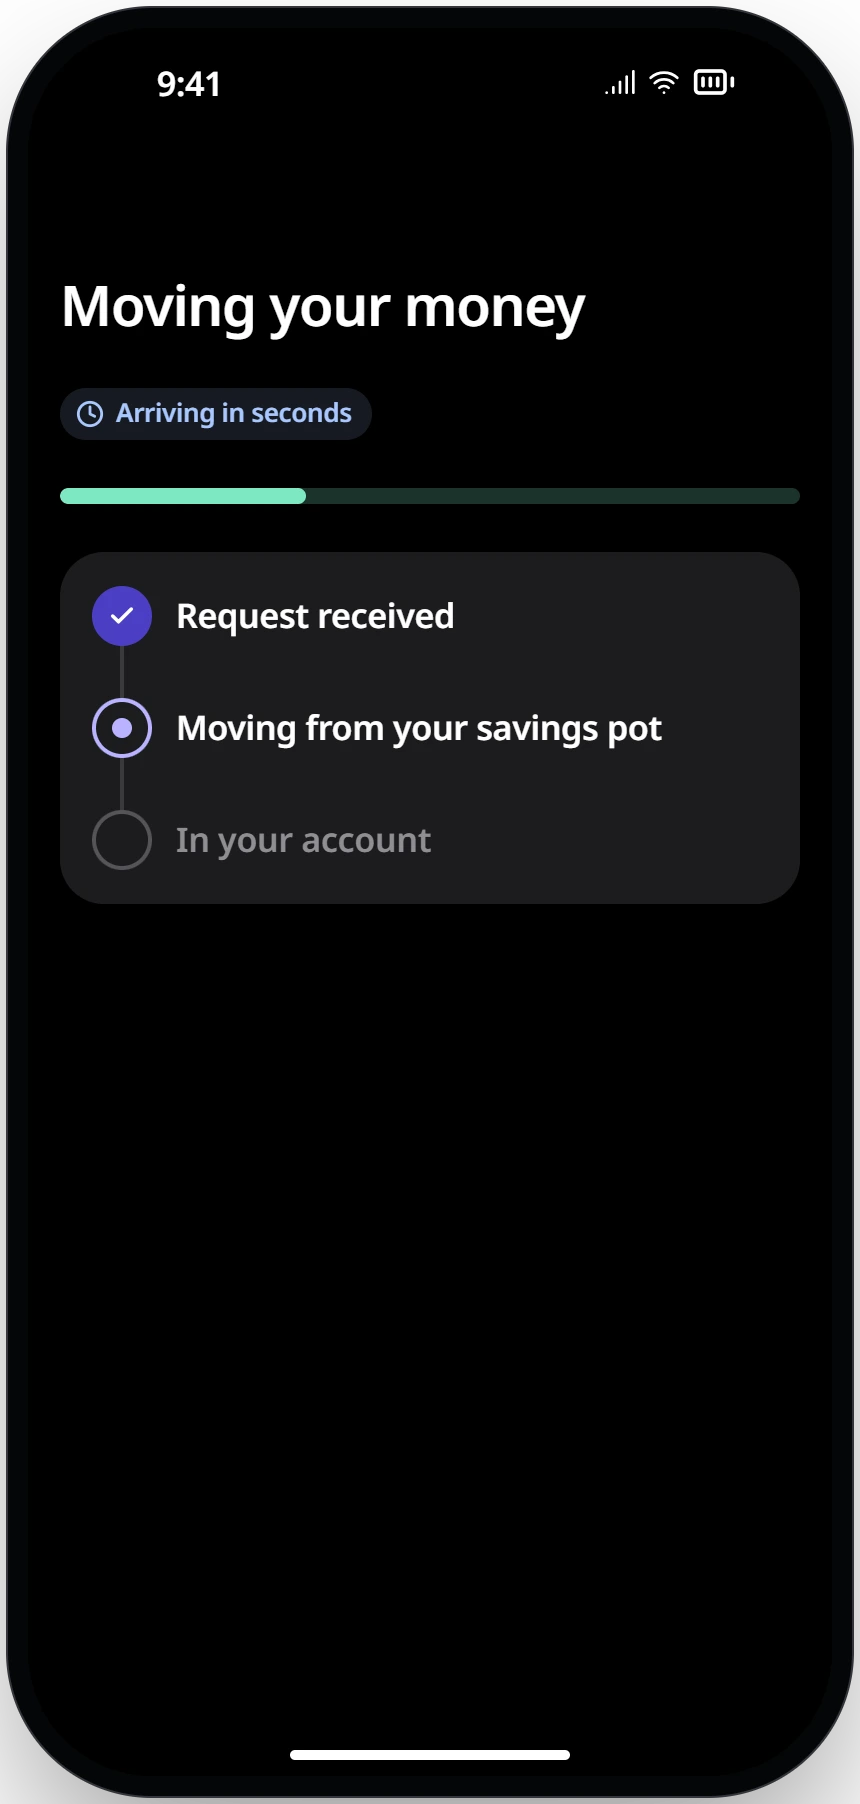 9:41
Moving your money
Arriving in seconds
Request received
Moving from your savings pot
In your account